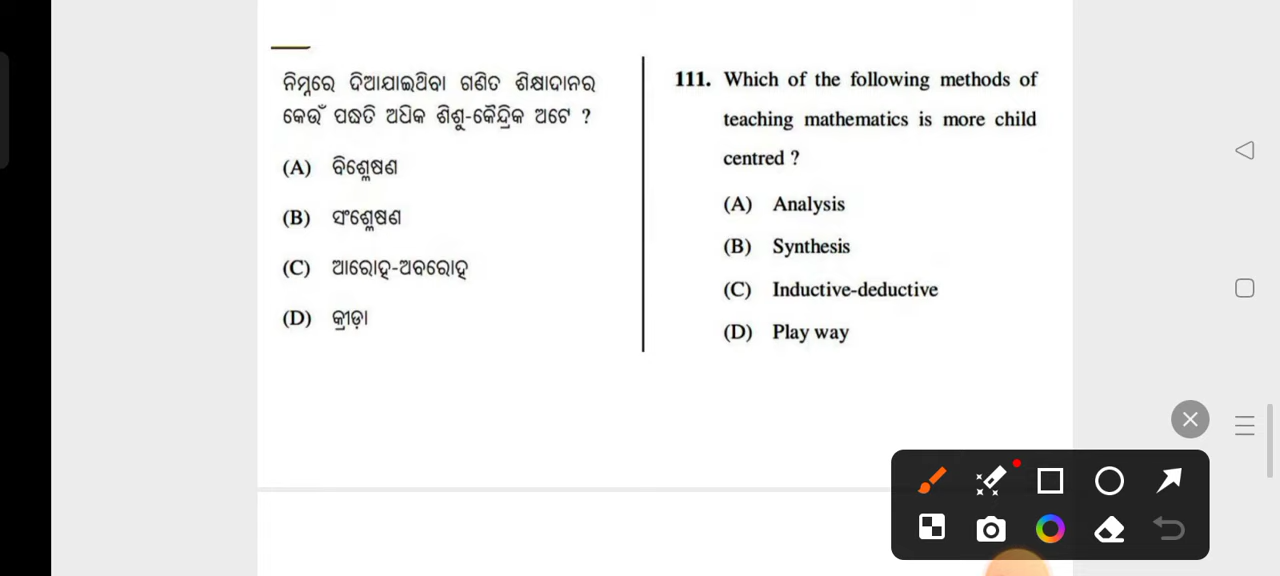 ନିମ୍ନରେ ଦିଆଯାଇଥିବା ଗଣିତ ଶିକ୍ଷାଦାନର
କେଉଁ ପଦ୍ଧତି ଅଧିକ ଶିଶୁ-କୈନ୍ଦ୍ରିକ ଅଟେ ?
(A) ବିଶ୍ଳେଷଣ
(B) ସଂଶ୍ଳେଷଣ
(C) ଆରୋହ-ଅବରୋହ
(D) କ୍ରୀଡ଼ା
111. Which of the following methods of
teaching mathematics is more child
centred ?
(A) Analysis
(B) Synthesis
(C) Inductive-deductive
(D) Play way